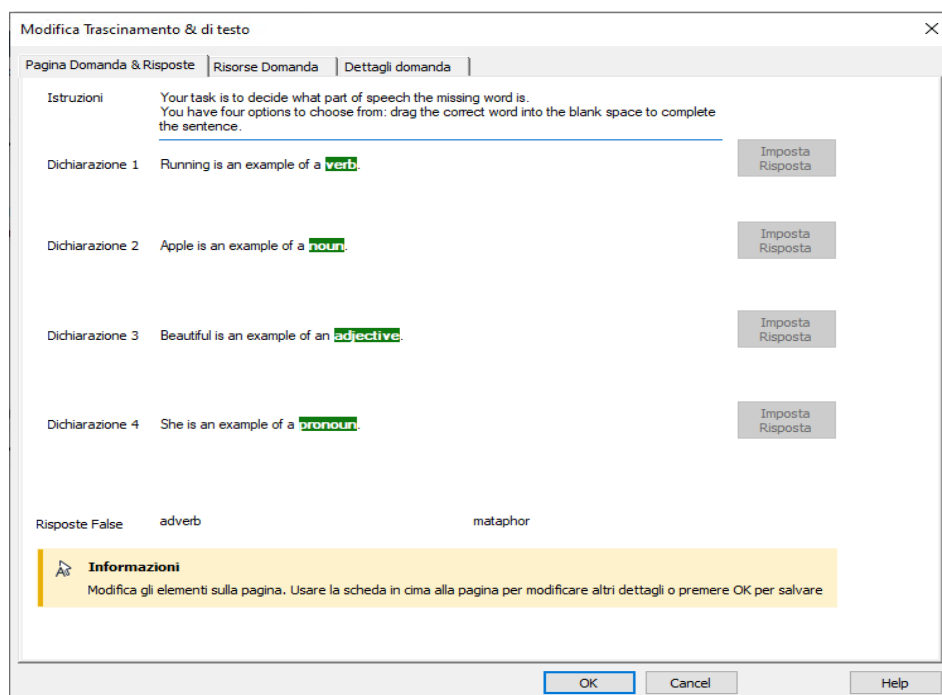 Modifica Trascinamento & di testo
Pagina Domanda & Risposte
Risorse Domanda
Dettagli domanda
Istruzioni
Your task is to decide what part of speech the missing word is.
You have four options to choose from: drag the correct word into the blank space to complete
the sentence.
Dichiarazione 1
Running is an example of a verb.
Imposta
Risposta
Dichiarazione 2
Apple is an example of a noun.
Imposta
Risposta
Dichiarazione 3
Beautiful is an example of an adjective.
Imposta
Risposta
Dichiarazione 4
She is an example of a pronoun.
Imposta
Risposta
Risposte False
adverb
mataphor
Informazioni
Modifica gli elementi sulla pagina. Usare la scheda in cima alla pagina per modificare altri dettagli o premere OK per salvare
OK
Cancel
Help